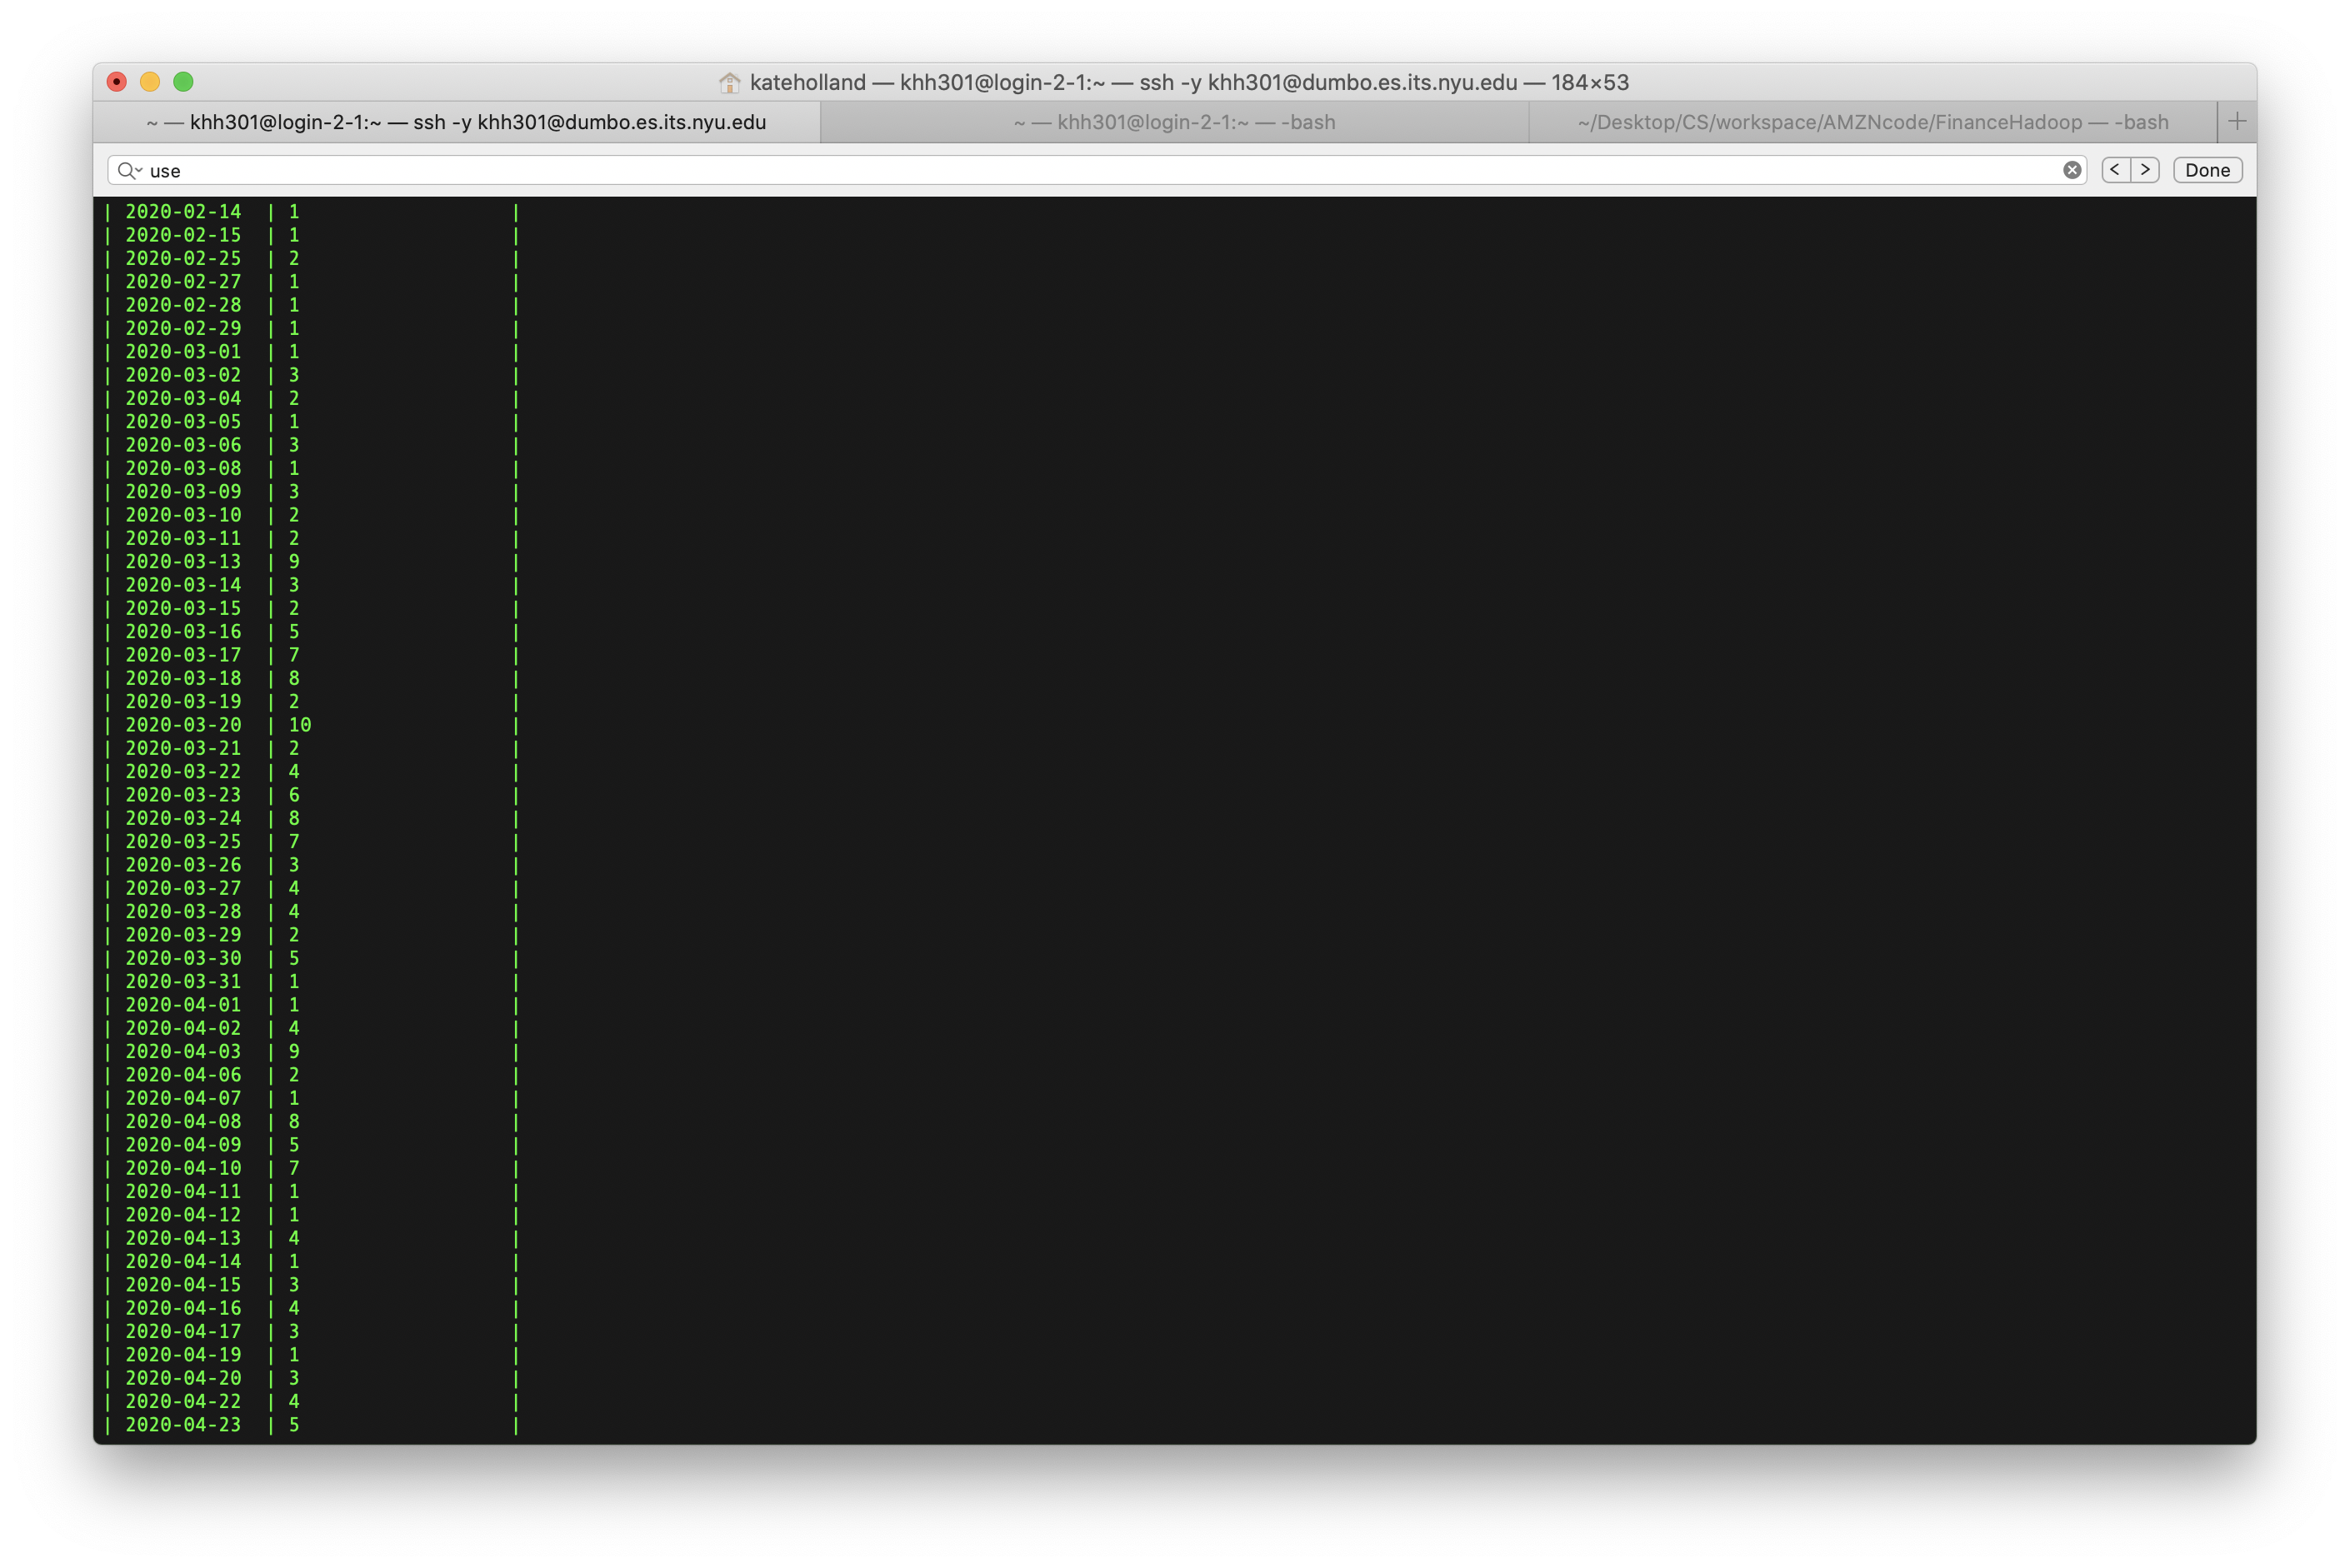 kateholland — khh301@login-2-1:~ — ssh -y khh301@dumbo.es.its.nyu.edu — 184×53
~ — khh301@login-2-1:~ — ssh -y khh301@dumbo.es.its.nyu.edu ~ — khh301@login-2-1:~ — -bash ~/Desktop/CS/workspace/AMZNcode/FinanceHadoop — -bash
use Done
| 2020-02-14 | 1 |
| 2020-02-15 | 1 |
| 2020-02-25 | 2 |
| 2020-02-27 | 1 |
| 2020-02-28 | 1 |
| 2020-02-29 | 1 |
| 2020-03-01 | 1 |
| 2020-03-02 | 3 |
| 2020-03-04 | 2 |
| 2020-03-05 | 1 |
| 2020-03-06 | 3 |
| 2020-03-08 | 1 |
| 2020-03-09 | 3 |
| 2020-03-10 | 2 |
| 2020-03-11 | 2 |
| 2020-03-13 | 9 |
| 2020-03-14 | 3 |
| 2020-03-15 | 2 |
| 2020-03-16 | 5 |
| 2020-03-17 | 7 |
| 2020-03-18 | 8 |
| 2020-03-19 | 2 |
| 2020-03-20 | 10 |
| 2020-03-21 | 2 |
| 2020-03-22 | 4 |
| 2020-03-23 | 6 |
| 2020-03-24 | 8 |
| 2020-03-25 | 7 |
| 2020-03-26 | 3 |
| 2020-03-27 | 4 |
| 2020-03-28 | 4 |
| 2020-03-29 | 2 |
| 2020-03-30 | 5 |
| 2020-03-31 | 1 |
| 2020-04-01 | 1 |
| 2020-04-02 | 4 |
| 2020-04-03 | 9 |
| 2020-04-06 | 2 |
| 2020-04-07 | 1 |
| 2020-04-08 | 8 |
| 2020-04-09 | 5 |
| 2020-04-10 | 7 |
| 2020-04-11 | 1 |
| 2020-04-12 | 1 |
| 2020-04-13 | 4 |
| 2020-04-14 | 1 |
| 2020-04-15 | 3 |
| 2020-04-16 | 4 |
| 2020-04-17 | 3 |
| 2020-04-19 | 1 |
| 2020-04-20 | 3 |
| 2020-04-22 | 4 |
| 2020-04-23 | 5 |